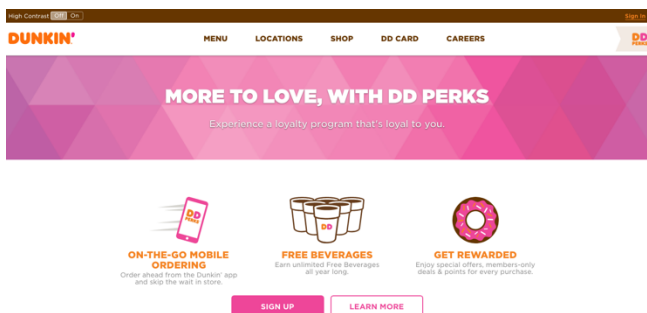 High Contrast Off On Sign In
DUNKIN' MENU LOCATIONS SHOP DD CARD CAREERS DD
PERKS
MORE TO LOVE, WITH DD PERKS
Experience a loyalty program that's loyal to you.
DD
PERKS
DD
ON-THE-GO MOBILE
ORDERING
Order ahead from the Dunkin' app
and skip the wait in store.
FREE BEVERAGES
Earn unlimited Free Beverages
all year long.
GET REWARDED
Enjoy special offers, members-only
deals & points for every purchase.
SIGN UP LEARN MORE